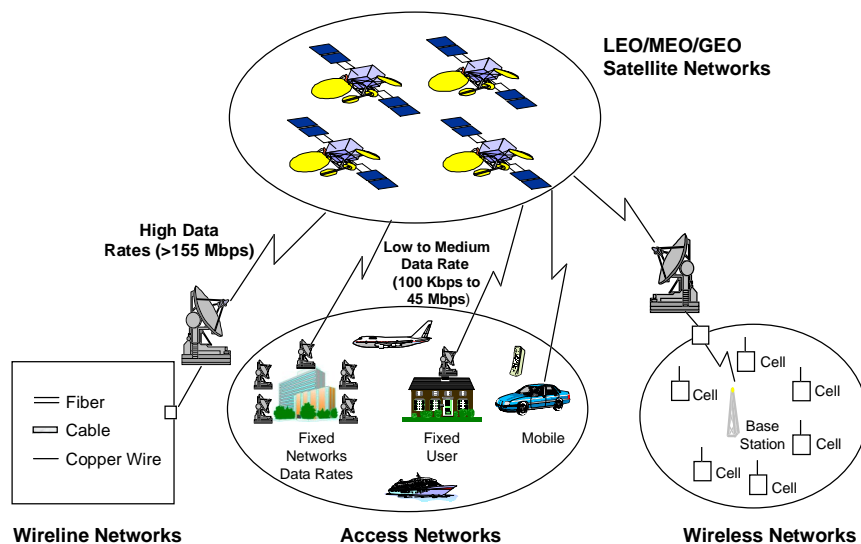 LEO/MEO/GEO
Satellite Networks
High Data
Rates (>155 Mbps)
Low to Medium
Data Rate
(100 Kbps to
45 Mbps)
Fiber
Cable
Copper Wire
Fixed
Networks
Data Rates
Fixed
User
Mobile
Cell
Cell
Cell
Base
Station
Cell
Cell
Cell
Wireline Networks
Access Networks
Wireless Networks